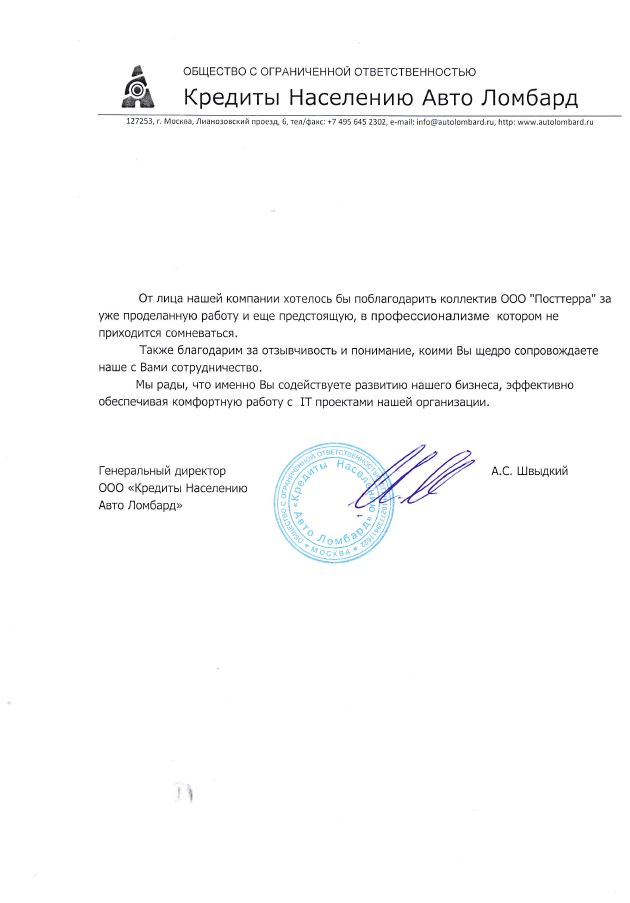 ОБЩЕСТВО С ОГРАНИЧЕННОЙ ОТВЕТСТВЕННОСТЬЮ
Кредиты Населению Авто Ломбард
127253, г. Москва, Лианозовский проезд, 6, тел/факс: +7 495 645 2302, e-mail: info@autolombard.ru, http: www.autolombard.ru
От лица нашей компании хотелось бы поблагодарить коллектив ООО "Посттерра" за
уже проделанную работу и еще предстоящую, в профессионализме котором не
приходится сомневаться.
Также благодарим за отзывчивость и понимание, коими Вы щедро сопровождаете
наше с Вами сотрудничество.
Мы рады, что именно Вы содействуете развитию нашего бизнеса, эффективно
обеспечивая комфортную работу с IT проектами нашей организации.
Генеральный директор
ООО «Кредиты Населению
Авто Ломбард»
А.С. Швыдкий
ОБЩЕСТВО С ОГРАНИЧЕННОЙ ОТВЕТСТВЕННОСТЬЮ
МОСКВА
«Кредиты Населению
Авто Ломбард»